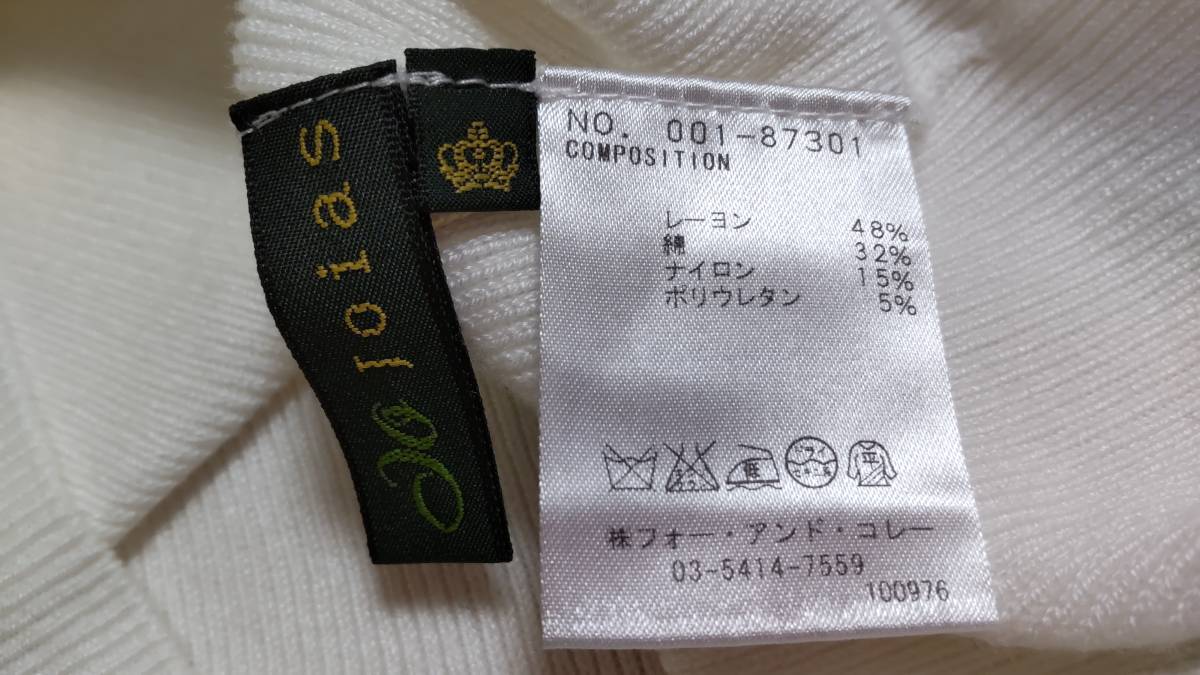 joias
NO. 001-87301
COMPOSITION
レーヨン 48%
綿 32%
ナイロン 15%
ポリウレタン 5%
低
平
株フォー・アンド・コレー
03-5414-7559
100976